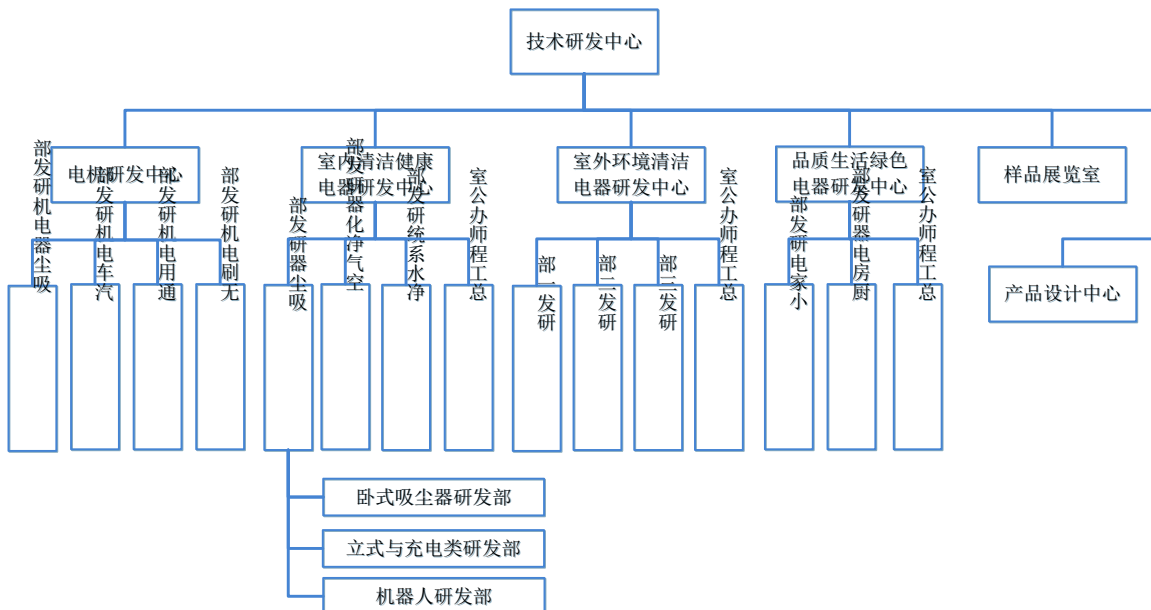 技术研发中心
电机研发中心
室内清洁健康
电器研发中心
室外环境清洁
电器研发中心
品质生活绿色
电器研发中心
样品展览室
部发研机电器尘吸
部发研机电车汽
部发研机电用通
部发研机电刷无
部发研器尘吸
部发研器化净气空
部发研统系水净
室公办师程工总
部一发研
部二发研
部三发研
室公办师程工总
部发研电家小
部发研器电房厨
室公办师程工总
产品设计中心
卧式吸尘器研发部
立式与充电类研发部
机器人研发部